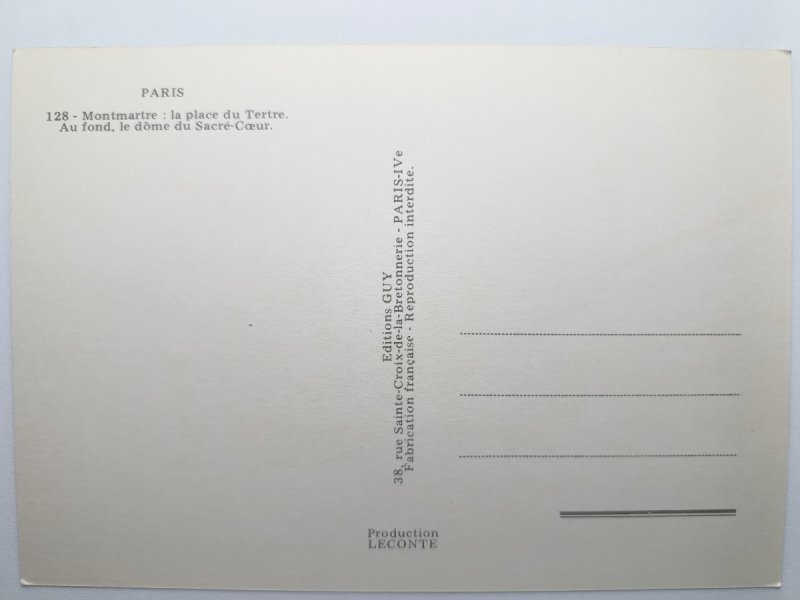 PARIS
128 - Montmartre : la place du Tertre.
Au fond, le dôme du Sacré-Cœur.
Editions GUY
38, rue Sainte-Croix-de-la-Bretonnerie - PARIS-IVe
Fabrication française - Reproduction interdite.
Production
LECONTE